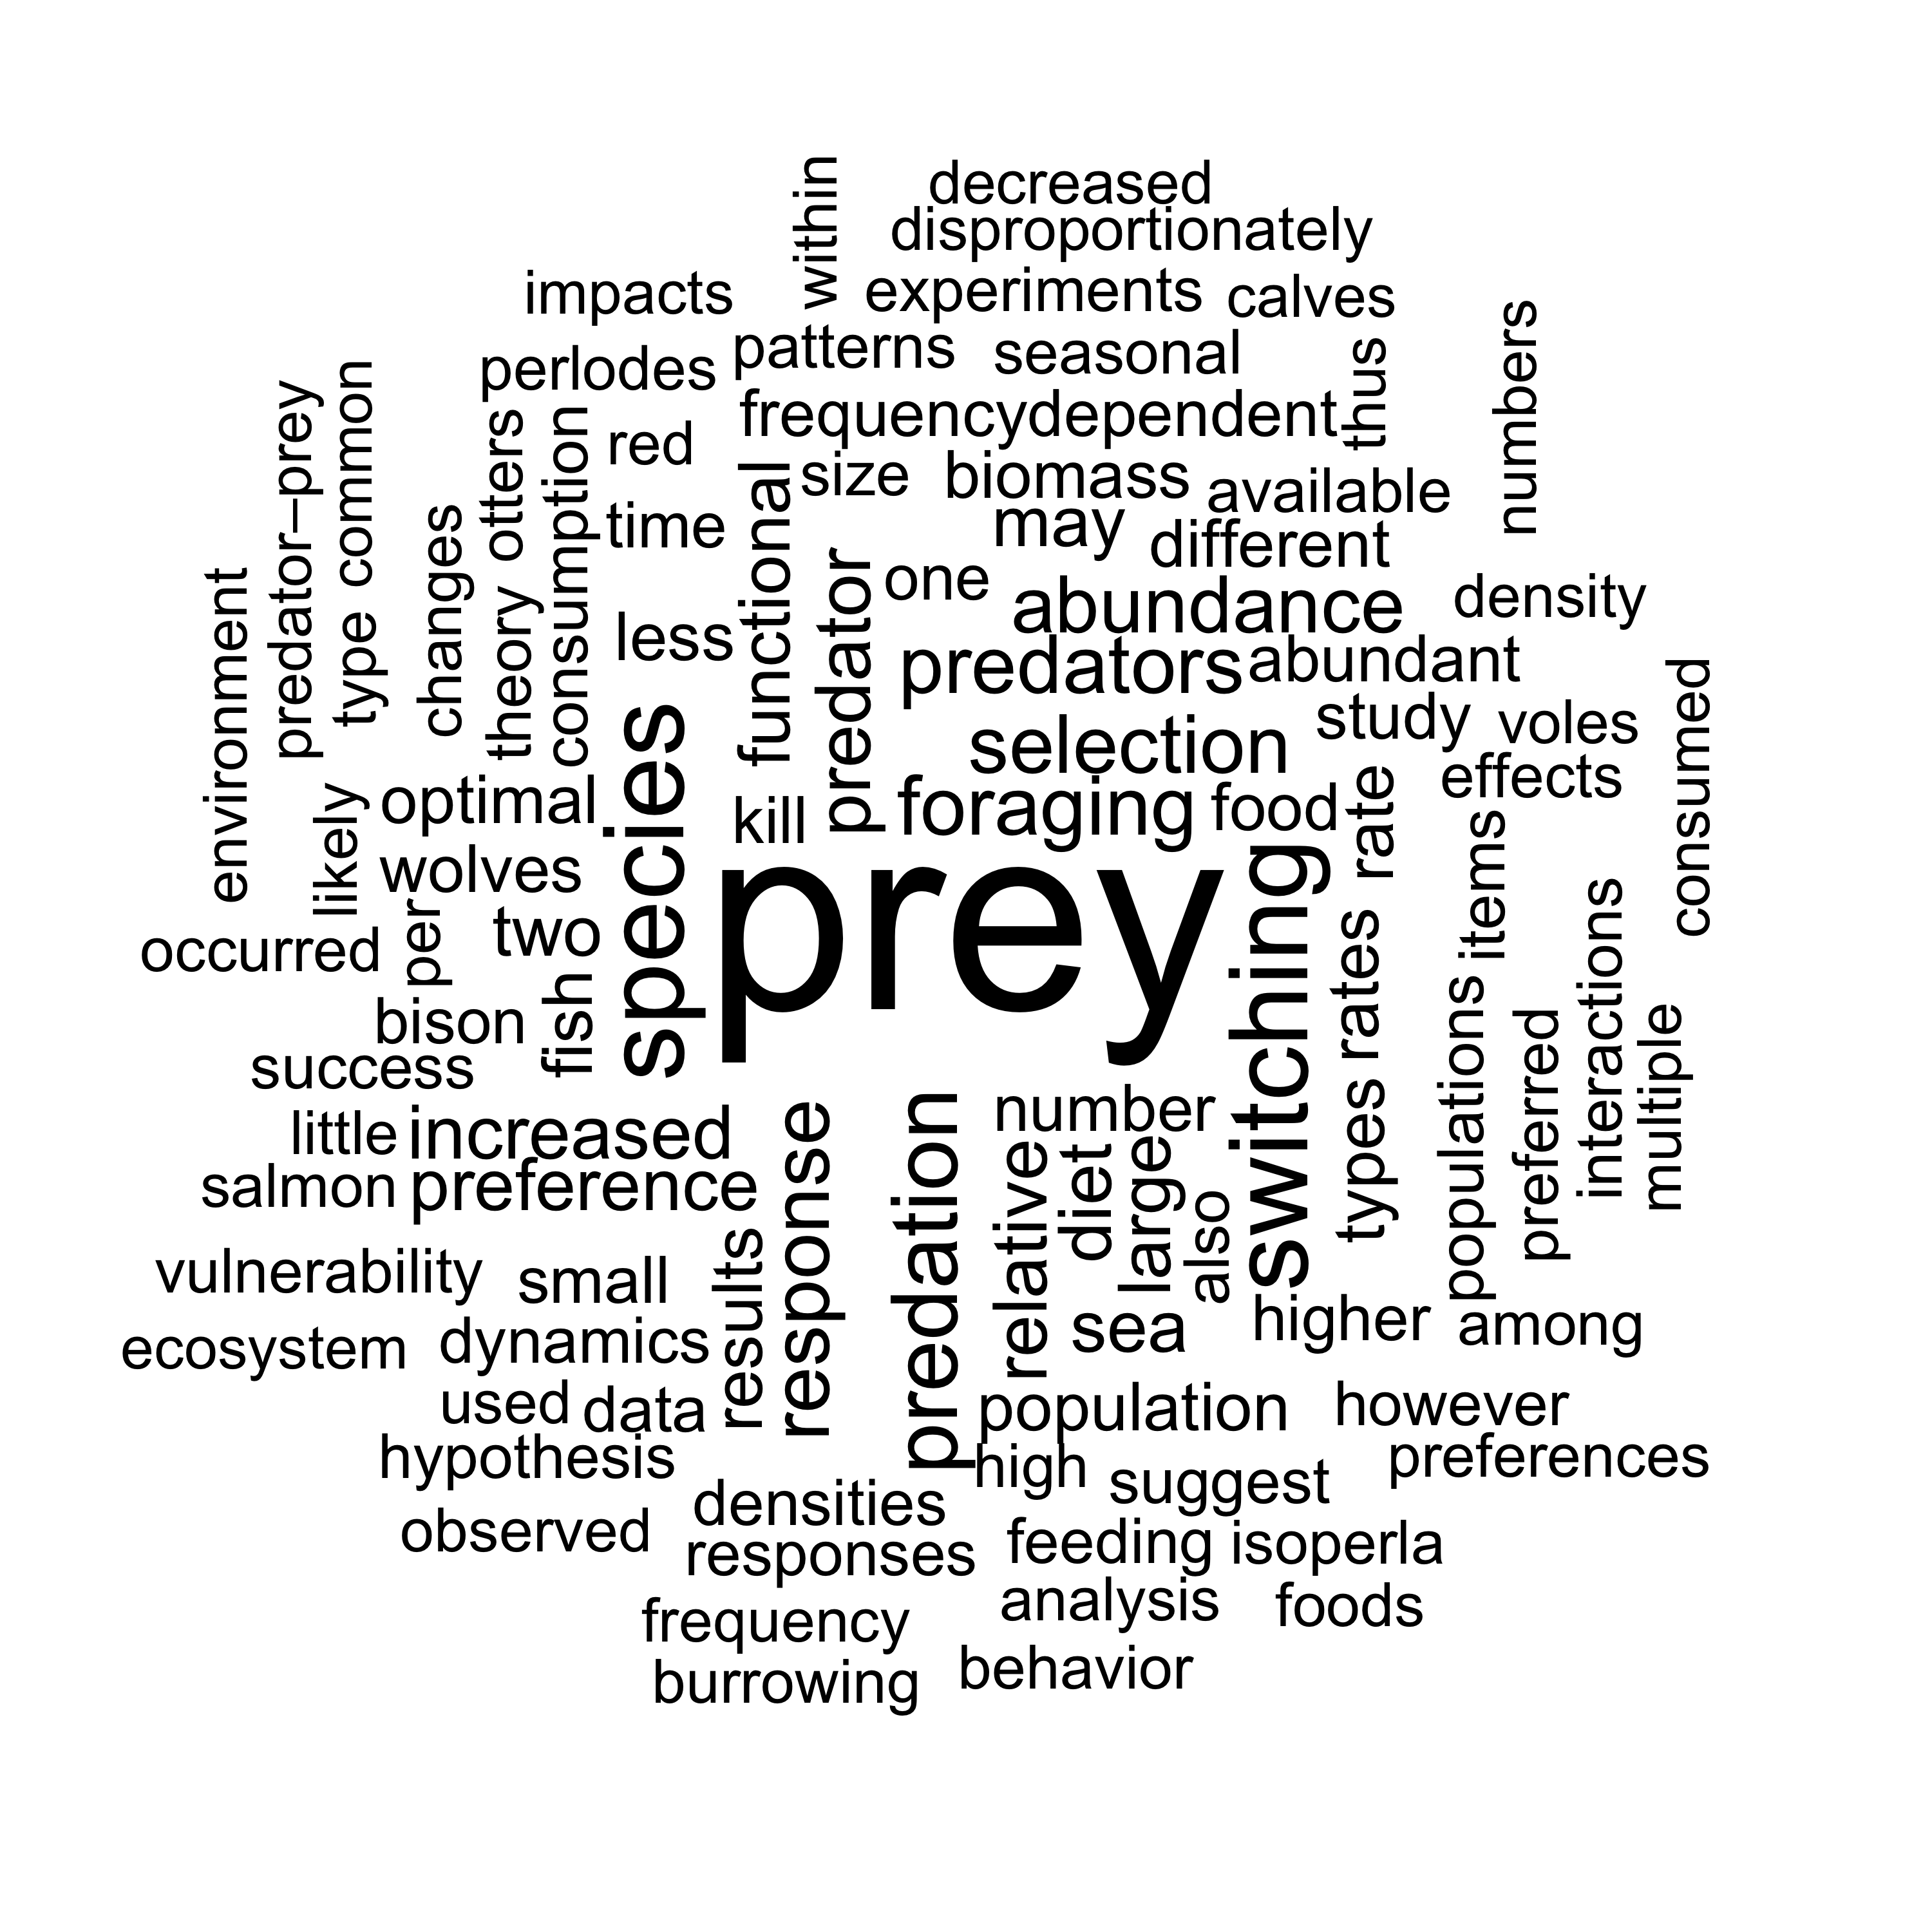 within
decreased
disproportionately
impacts
experiments
calves
numbers
perlodes
patterns
seasonal
thus
predator–prey
common
otters
consumption
red
frequencydependent
functional
size
biomass
available
time
may
different
environment
type
changes
theory
less
predator
one
abundance
density
predators
abundant
consumed
species
selection
study
voles
likely
optimal
kill
foraging
food
rate
effects
items
wolves
prey
switching
occurred
per
two
fish
rates
populations
interactions
bison
success
preferred
multiple
little
increased
response
predation
number
types
salmon
preference
relative
diet
large
also
vulnerability
small
results
sea
higher
among
ecosystem
dynamics
used
data
population
however
hypothesis
high
suggest
preferences
observed
densities
responses
feeding
isoperla
frequency
analysis
foods
burrowing
behavior